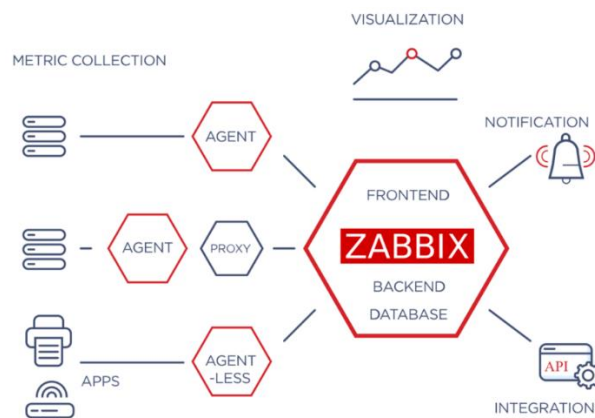 VISUALIZATION
METRIC COLLECTION
AGENT
NOTIFICATION
FRONTEND
AGENT
PROXY
ZABBIX
BACKEND
DATABASE
AGENT
-LESS
APPS
API
INTEGRATION